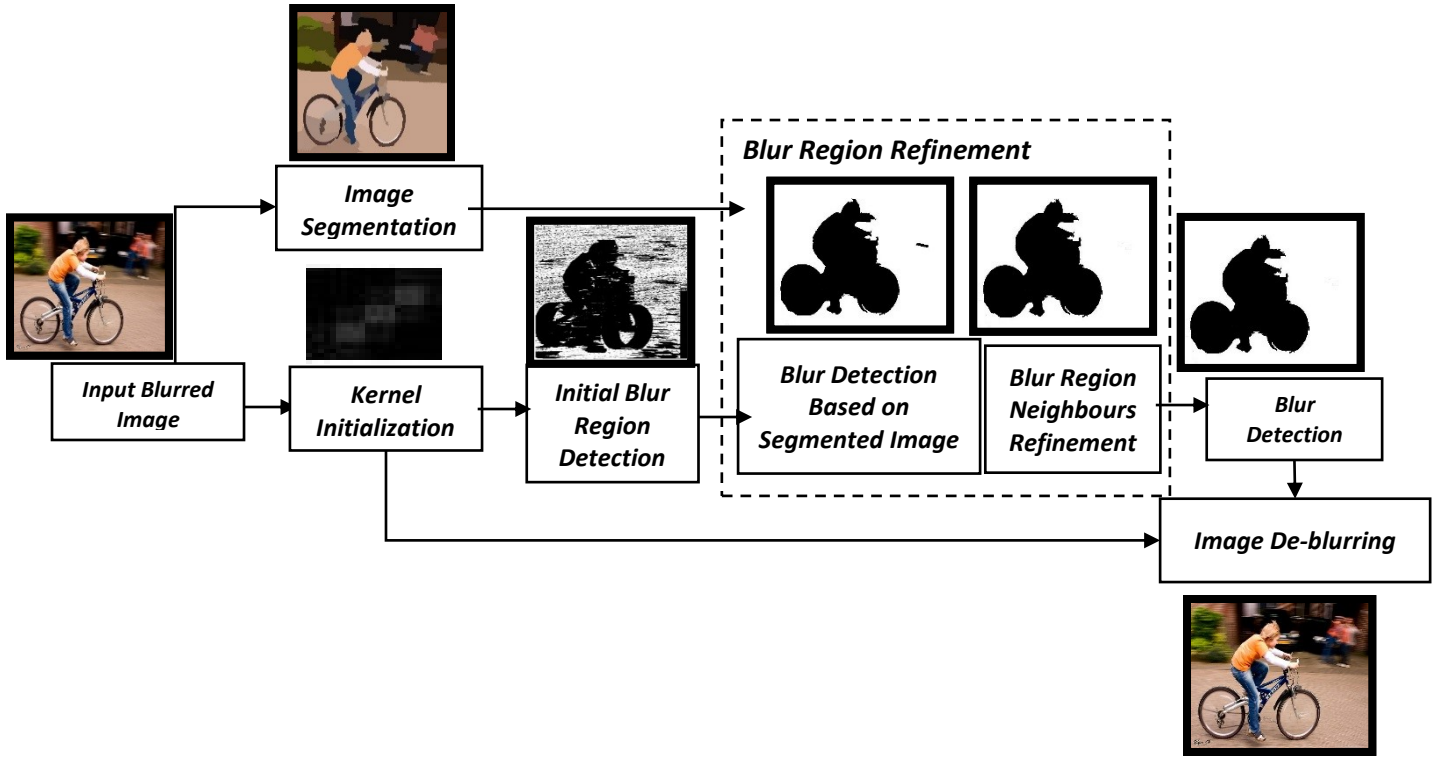 Blur Region Refinement
Image
Segmentation
Input Blurred
Image
Kernel
Initialization
Initial Blur
Region
Detection
Blur Detection
Based on
Segmented Image
Blur Region
Neighbours
Refinement
Blur
Detection
Image De-blurring